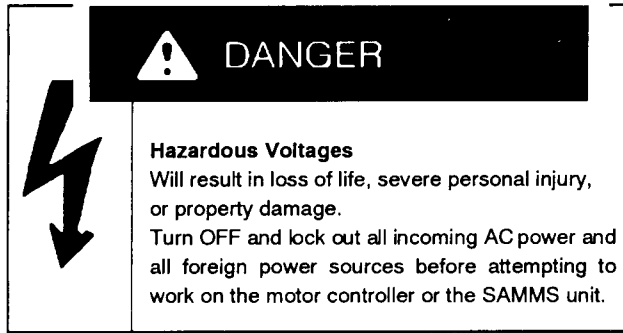 DANGER
Hazardous Voltages
Will result in loss of life, severe personal injury,
or property damage.
Turn OFF and lock out all incoming AC power and
all foreign power sources before attempting to
work on the motor controller or the SAMMS unit.